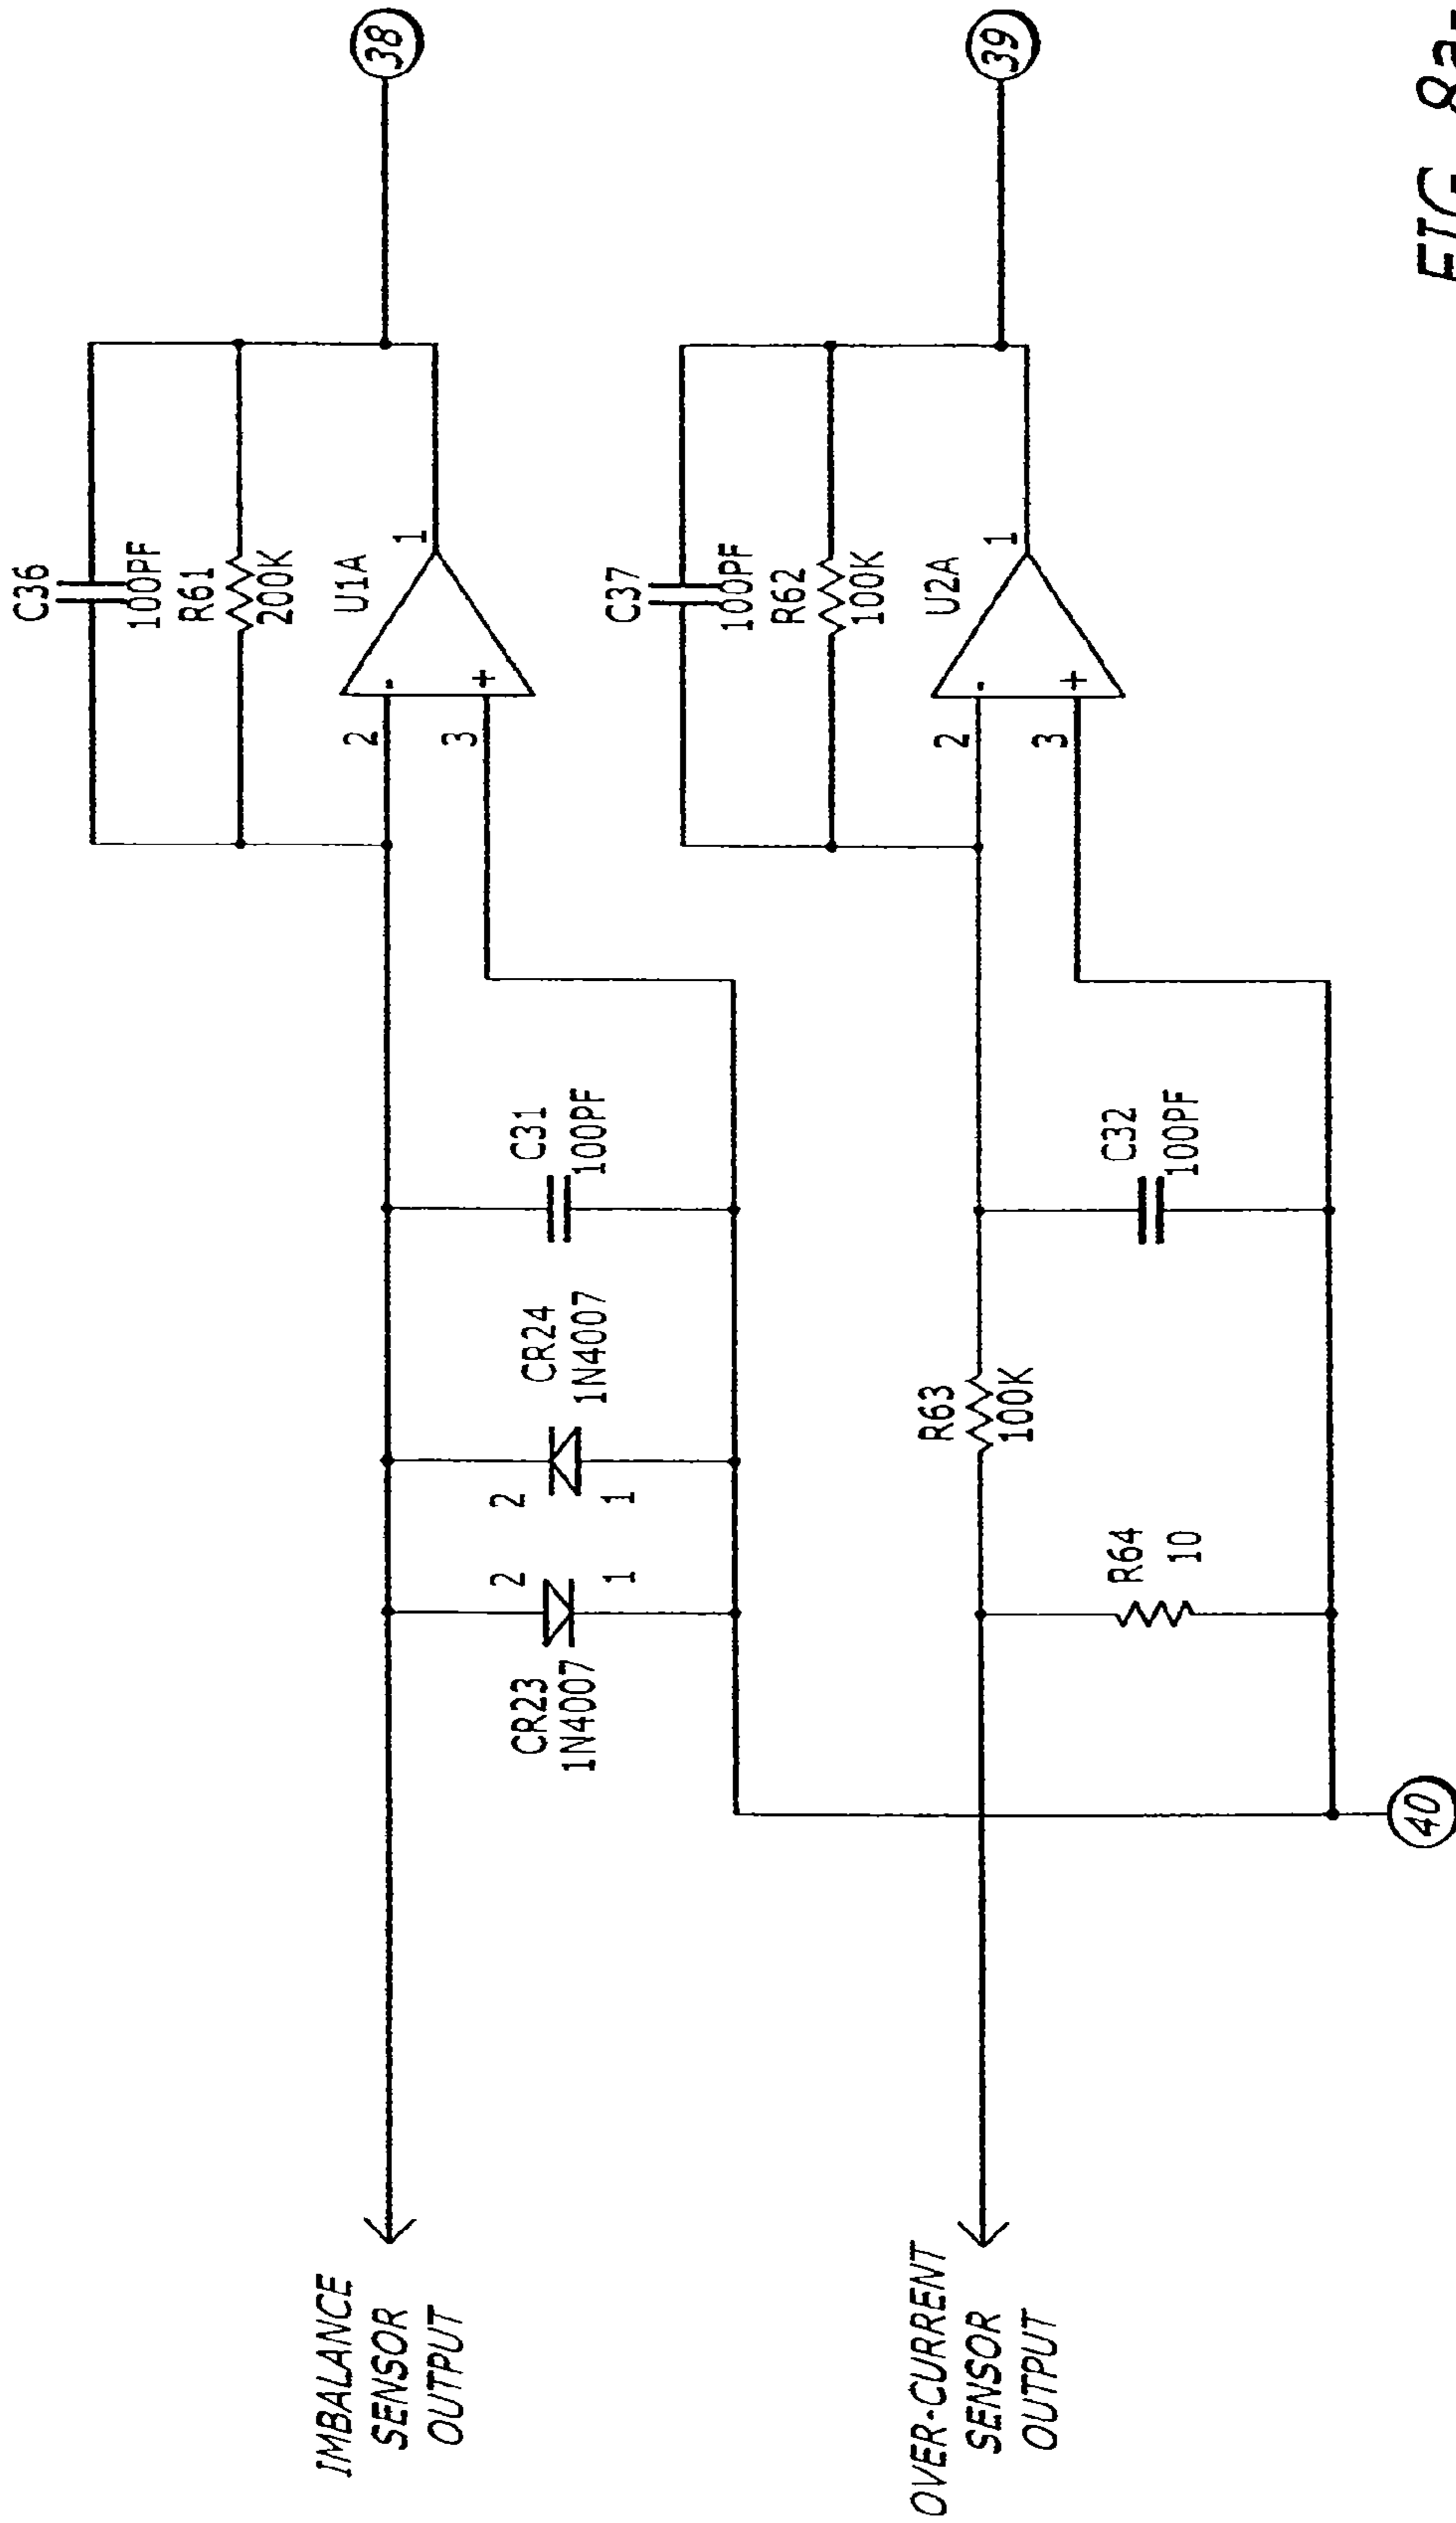 C36
100PF
R61
200K
U1A
2
3
1
-
+
38
C31
100PF
CR24
1N4007
2
1
CR23
1N4007
2
1
IMBALANCE
SENSOR
OUTPUT
C37
100PF
R62
100K
U2A
2
3
1
-
+
39
R63
100K
C32
100PF
R64
10
OVER-CURRENT
SENSOR
OUTPUT
40
FIG. 8a-